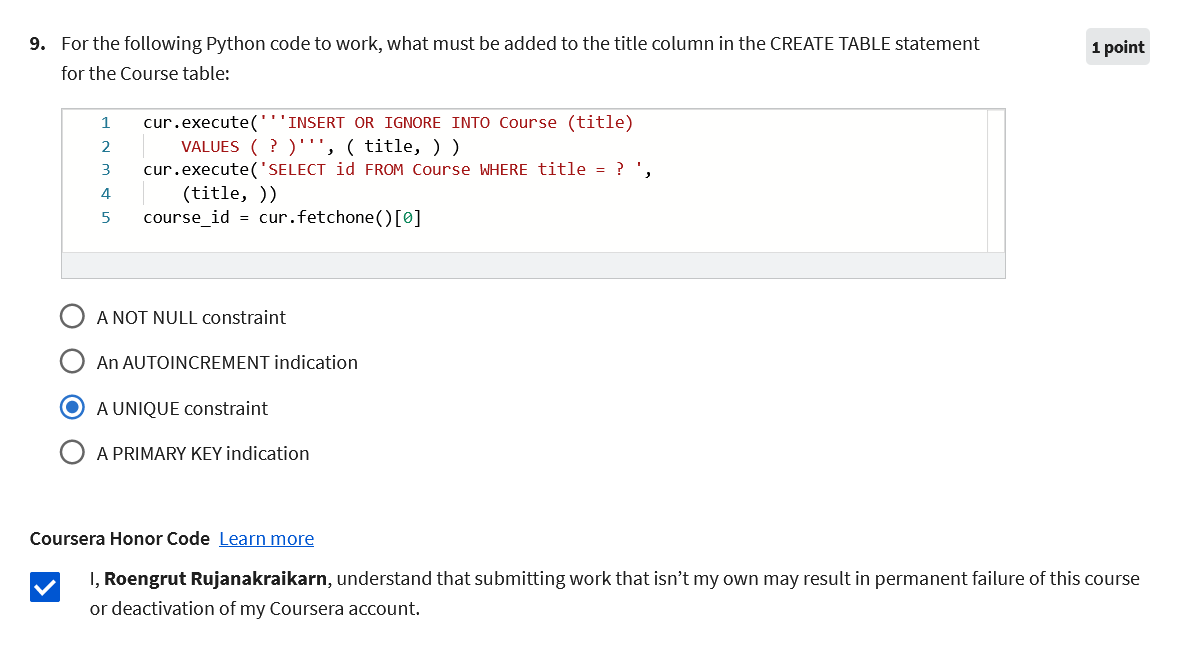 9. For the following Python code to work, what must be added to the title column in the CREATE TABLE statement
1 point
for the Course table:
1 cur.execute('''INSERT OR IGNORE INTO Course (title)
2 VALUES ( ? )''', ( title, ) )
3 cur.execute('SELECT id FROM Course WHERE title = ? ',
4 (title, ))
5 course_id = cur.fetchone()[0]
A NOT NULL constraint
An AUTOINCREMENT indication
A UNIQUE constraint
A PRIMARY KEY indication
Coursera Honor Code Learn more
I, Roengrut Rujanakraikarn, understand that submitting work that isn’t my own may result in permanent failure of this course
or deactivation of my Coursera account.